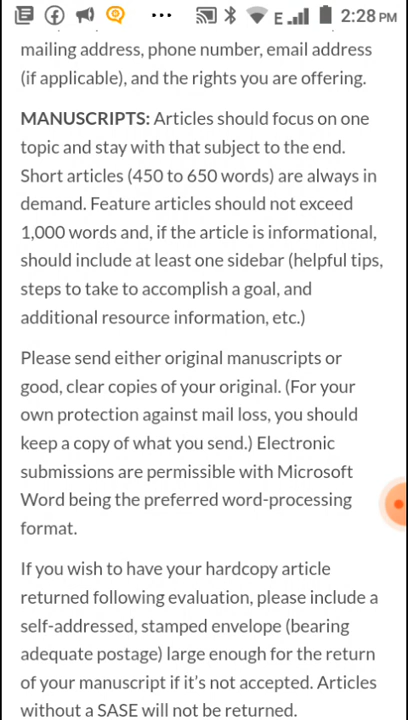 E
2:28 PM
mailing address, phone number, email address
(if applicable), and the rights you are offering.
MANUSCRIPTS: Articles should focus on one
topic and stay with that subject to the end.
Short articles (450 to 650 words) are always in
demand. Feature articles should not exceed
1,000 words and, if the article is informational,
should include at least one sidebar (helpful tips,
steps to take to accomplish a goal, and
additional resource information, etc.)
Please send either original manuscripts or
good, clear copies of your original. (For your
own protection against mail loss, you should
keep a copy of what you send.) Electronic
submissions are permissible with Microsoft
Word being the preferred word-processing
format.
If you wish to have your hardcopy article
returned following evaluation, please include a
self-addressed, stamped envelope (bearing
adequate postage) large enough for the return
of your manuscript if it’s not accepted. Articles
without a SASE will not be returned.